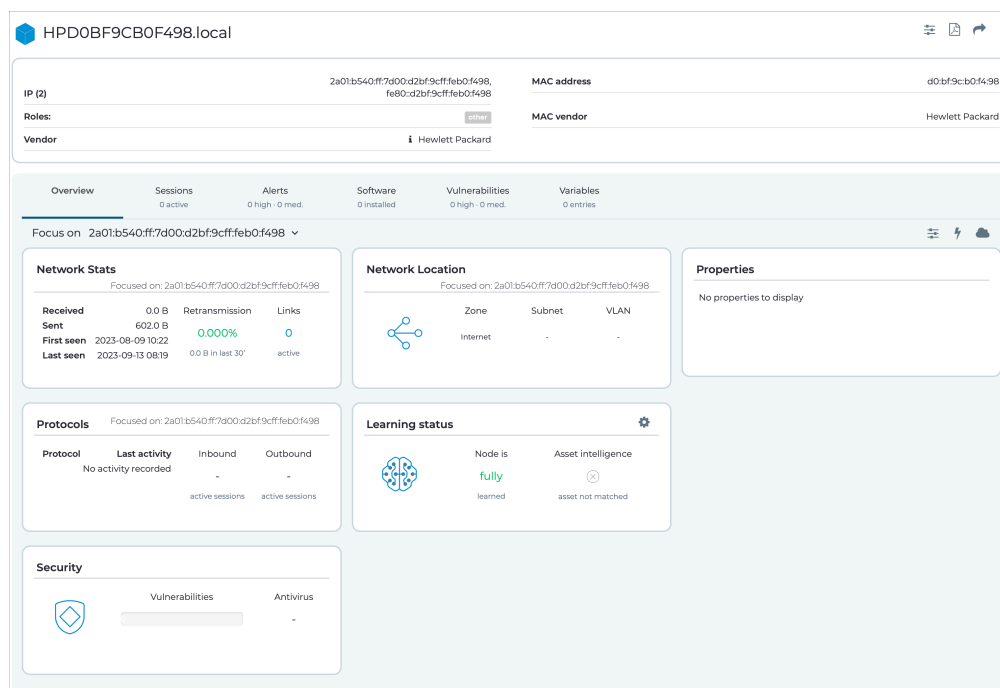 HPD0BF9CB0F498.local
IP (2) 2a01:b540:ff:7d00:d2bf:9cff:feb0:f498,
fe80::d2bf:9cff:feb0:f498
MAC address d0:bf:9c:b0:f4:98
Roles: other
MAC vendor Hewlett Packard
Vendor i Hewlett Packard
Overview Sessions Alerts Software Vulnerabilities Variables
0 active 0 high · 0 med. 0 installed 0 high · 0 med. 0 entries
Focus on 2a01:b540:ff:7d00:d2bf:9cff:feb0:f498
Network Stats
Focused on: 2a01:b540:ff:7d00:d2bf:9cff:feb0:f498
Received 0.0 B Retransmission Links
Sent 602.0 B 0.000% 0
First seen 2023-08-09 10:22
Last seen 2023-09-13 08:19 0.0 B in last 30' active
Network Location
Focused on: 2a01:b540:ff:7d00:d2bf:9cff:feb0:f498
Zone Subnet VLAN
Internet - -
Properties
No properties to display
Protocols Focused on: 2a01:b540:ff:7d00:d2bf:9cff:feb0:f498
Protocol Last activity Inbound Outbound
No activity recorded - -
active sessions active sessions
Learning status
Node is Asset intelligence
fully
learned asset not matched
Security
Vulnerabilities Antivirus
-